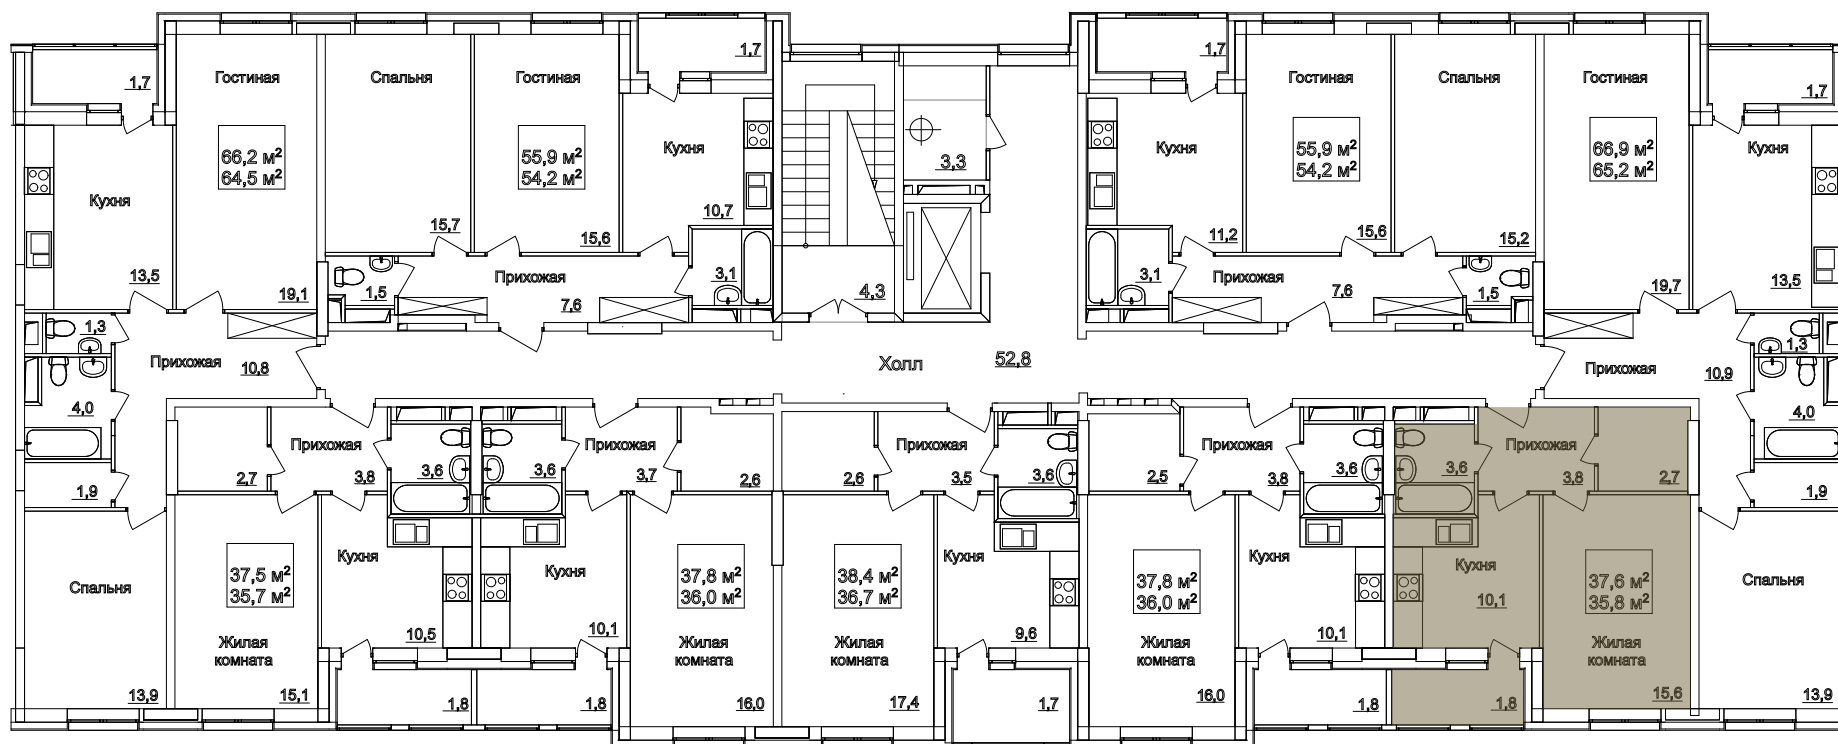 1,7
1,7
1,7
1,7
Гостиная
Спальня
Гостиная
Гостиная
Спальня
Гостиная
66,2 м²
64,5 м²
55,9 м²
54,2 м²
55,9 м²
54,2 м²
66,9 м²
65,2 м²
Кухня
Кухня
Кухня
Кухня
3,3
15,7
15,6
10,7
11,2
15,6
15,2
13,5
19,1
19,7
13,5
Прихожая
7,6
1,5
3,1
4,3
3,1
Прихожая
7,6
1,5
1,3
Прихожая
10,8
Холл
52,8
Прихожая
10,9
1,3
4,0
4,0
1,9
1,9
2,7
Прихожая
3,8
3,6
3,6
Прихожая
3,7
2,6
2,6
Прихожая
3,5
3,6
2,5
Прихожая
3,8
3,6
3,6
Прихожая
3,8
2,7
Спальня
13,9
37,5 м²
35,7 м²
Жилая
комната
15,1
Кухня
10,5
Кухня
10,1
37,8 м²
36,0 м²
Жилая
комната
16,0
38,4 м²
36,7 м²
Жилая
комната
17,4
Кухня
9,6
37,8 м²
36,0 м²
Жилая
комната
16,0
Кухня
10,1
Кухня
10,1
37,6 м²
35,8 м²
Жилая
комната
15,6
Спальня
13,9
1,8
1,8
1,7
1,8
1,8